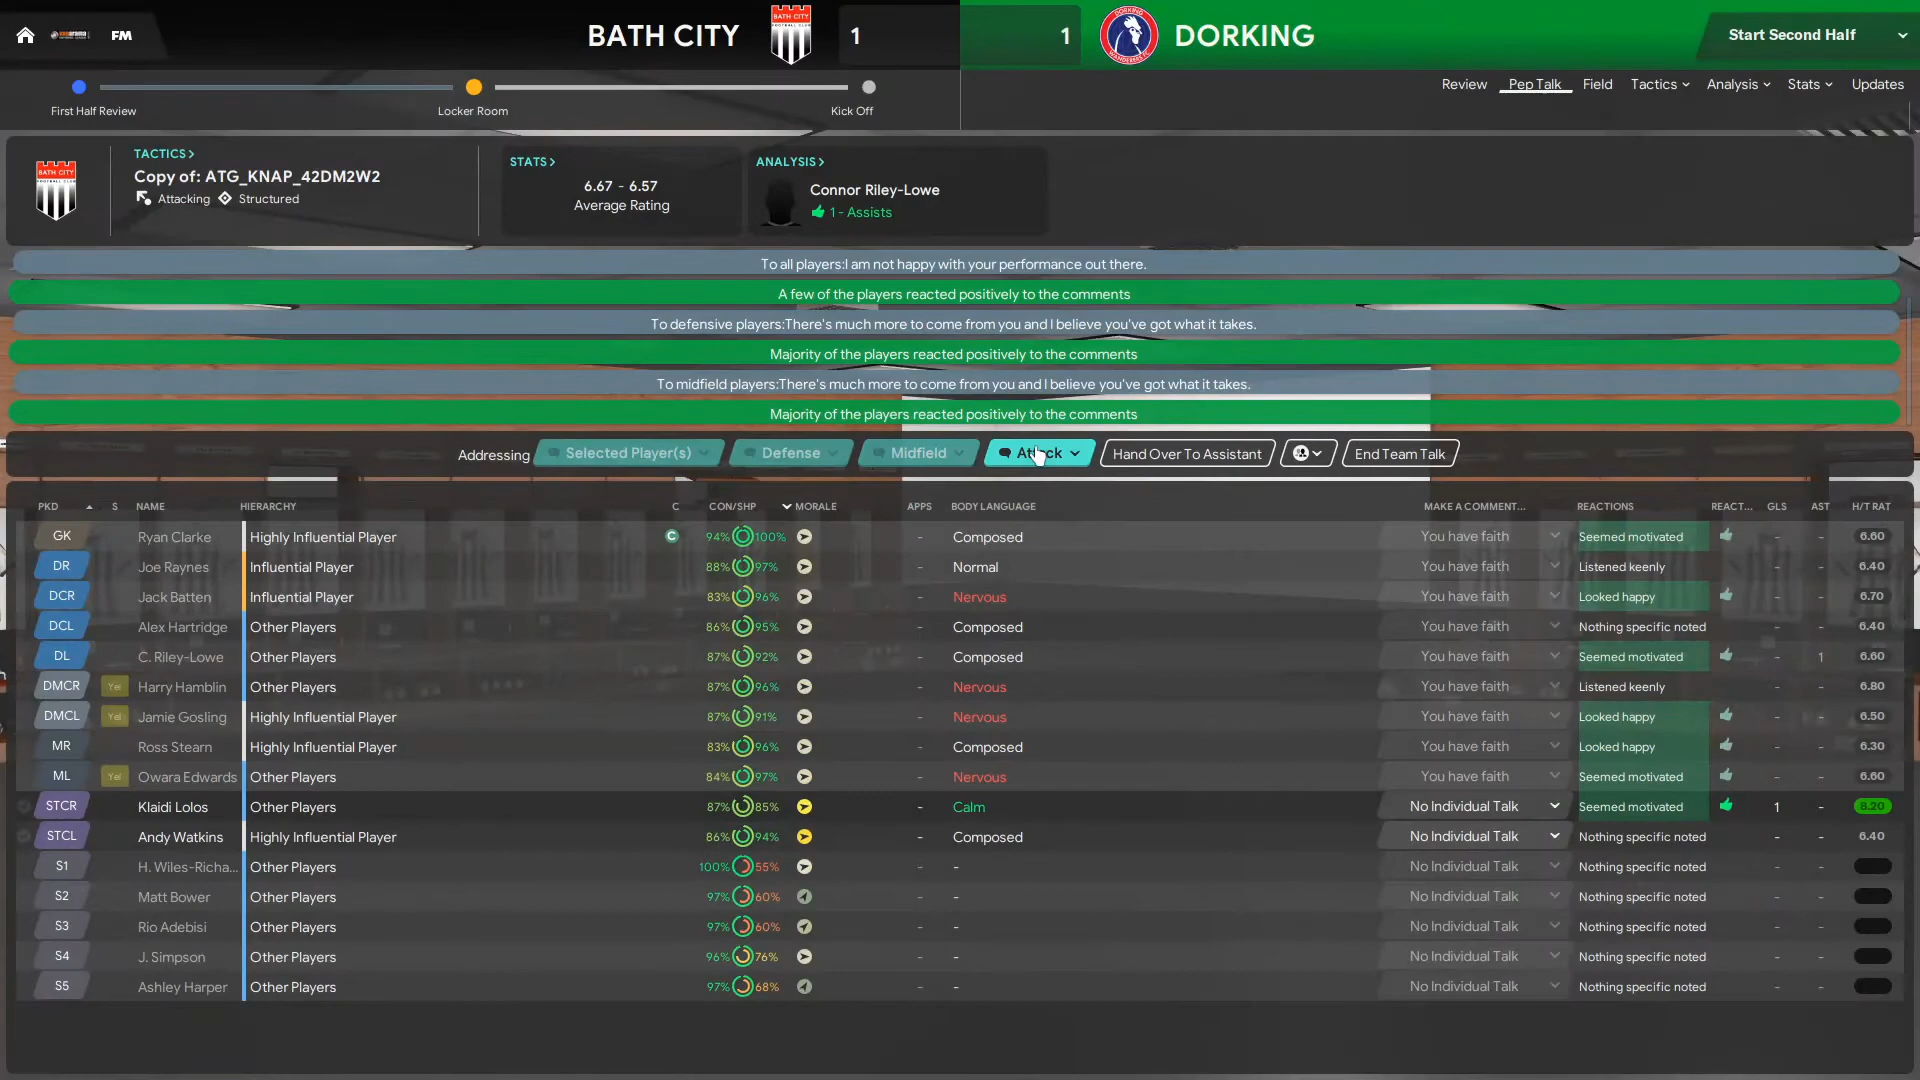 FM
BATH CITY
BATH CITY
1
1
DORKING
Start Second Half
First Half Review
Locker Room
Kick Off
Review
Pep Talk
Field
Tactics
Analysis
Stats
Updates
BATH CITY
TACTICS >
Copy of: ATG_KNAP_42DM2W2
Attacking
Structured
STATS >
6.67 - 6.57
Average Rating
ANALYSIS >
Connor Riley-Lowe
1 - Assists
To all players:I am not happy with your performance out there.
A few of the players reacted positively to the comments
To defensive players:There's much more to come from you and I believe you've got what it takes.
Majority of the players reacted positively to the comments
To midfield players:There's much more to come from you and I believe you've got what it takes.
Majority of the players reacted positively to the comments
Addressing Selected Player(s) Defense Midfield Attack Hand Over To Assistant End Team Talk
PKD S NAME HIERARCHY C CON/SHP MORALE APPS BODY LANGUAGE MAKE A COMMENT... REACTIONS REACT... GLS AST H/T RAT
GK Ryan Clarke Highly Influential Player C 94% 100% - Composed You have faith Seemed motivated - - 6.60
DR Joe Raynes Influential Player 88% 97% - Normal You have faith Listened keenly - - 6.40
DCR Jack Batten Influential Player 83% 96% - Nervous You have faith Looked happy - - 6.70
DCL Alex Hartridge Other Players 86% 95% - Composed You have faith Nothing specific noted - - 6.40
DL C. Riley-Lowe Other Players 87% 92% - Composed You have faith Seemed motivated - 1 6.60
DMCR Yel Harry Hamblin Other Players 87% 96% - Nervous You have faith Listened keenly - - 6.80
DMCL Yel Jamie Gosling Highly Influential Player 87% 91% - Nervous You have faith Looked happy - - 6.50
MR Ross Stearn Highly Influential Player 83% 96% - Composed You have faith Looked happy - - 6.30
ML Yel Owara Edwards Other Players 84% 97% - Nervous You have faith Seemed motivated - - 6.60
STCR Klaidi Lolos Other Players 87% 85% - Calm No Individual Talk Seemed motivated 1 - 8.20
STCL Andy Watkins Highly Influential Player 86% 94% - Composed No Individual Talk Nothing specific noted - - 6.40
S1 H. Wiles-Richa... Other Players 100% 55% - - No Individual Talk Nothing specific noted - -
S2 Matt Bower Other Players 97% 60% - - No Individual Talk Nothing specific noted - -
S3 Rio Adebisi Other Players 97% 60% - - No Individual Talk Nothing specific noted - -
S4 J. Simpson Other Players 96% 76% - - No Individual Talk Nothing specific noted - -
S5 Ashley Harper Other Players 97% 68% - - No Individual Talk Nothing specific noted - -